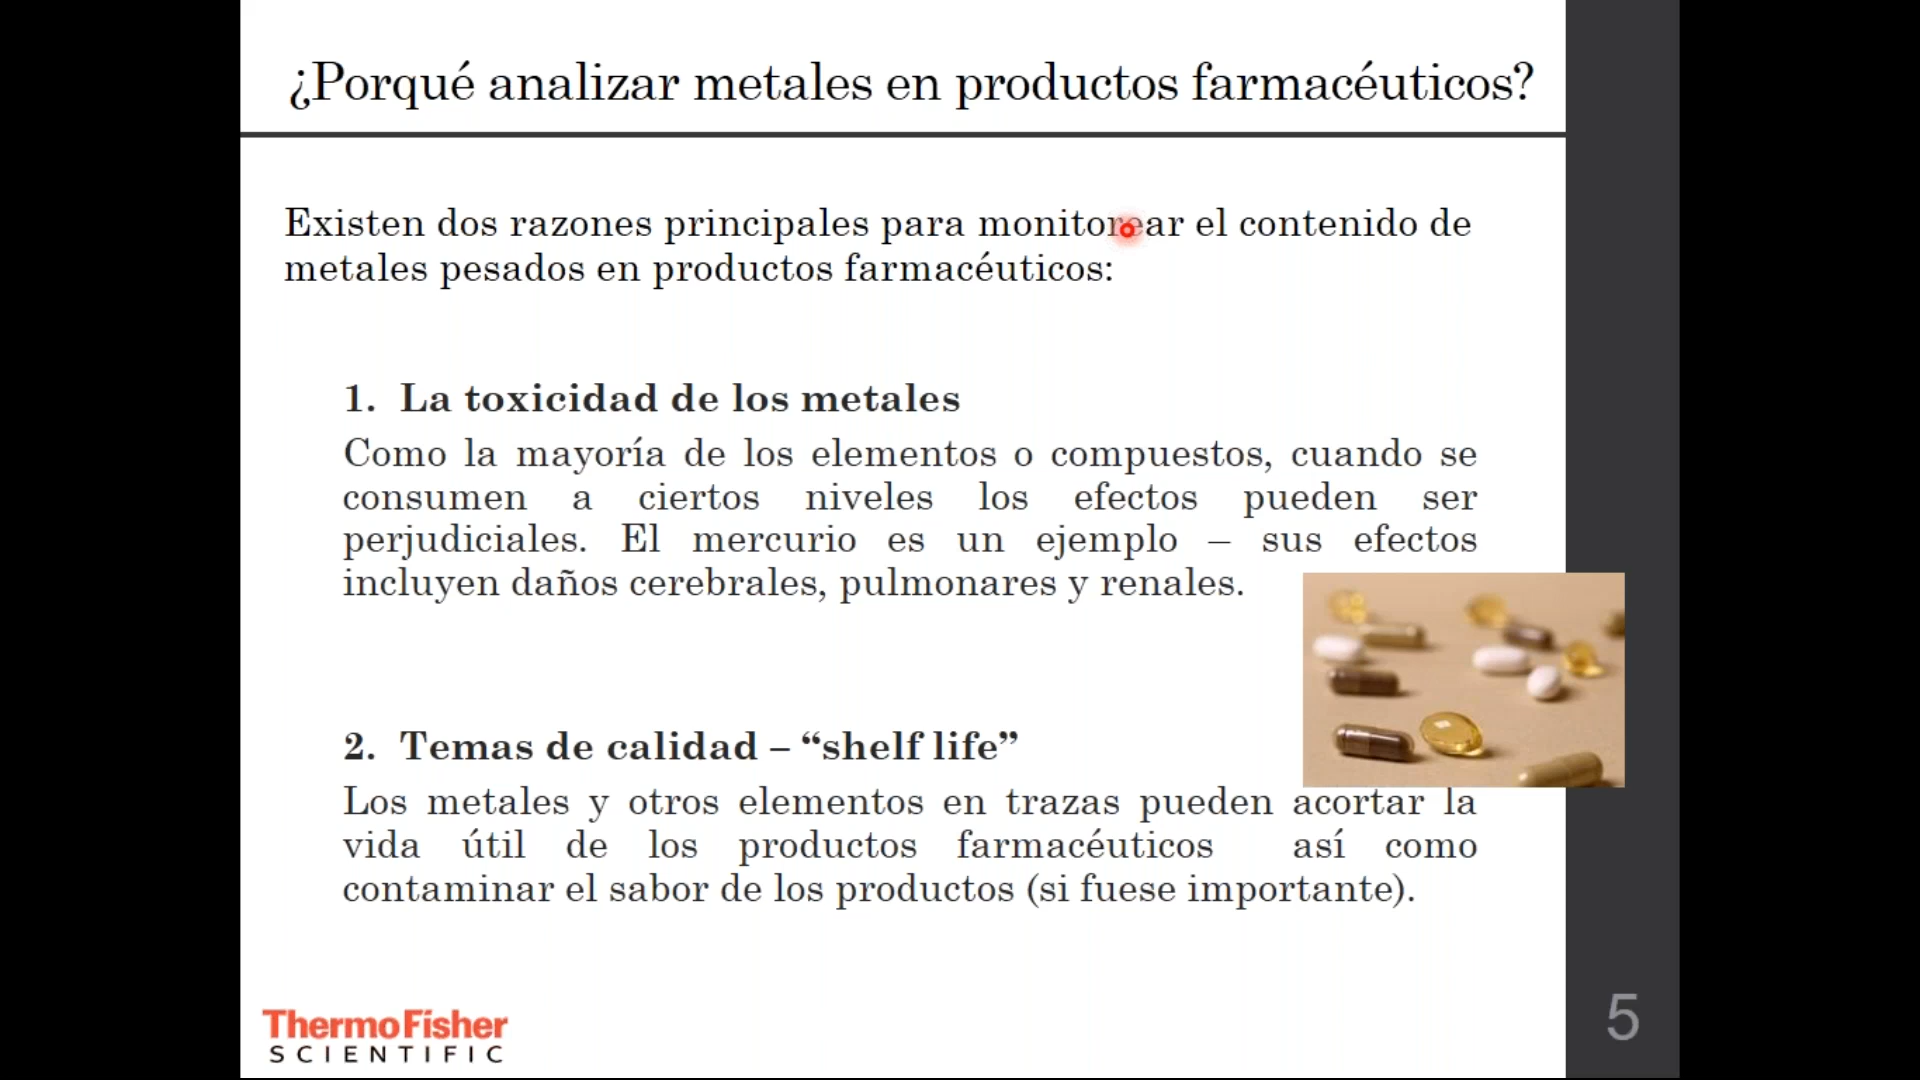 ¿Porqué analizar metales en productos farmacéuticos?
Existen dos razones principales para monitorear el contenido de
metales pesados en productos farmacéuticos:
1. La toxicidad de los metales
Como la mayoría de los elementos o compuestos, cuando se
consumen a ciertos niveles los efectos pueden ser
perjudiciales. El mercurio es un ejemplo – sus efectos
incluyen daños cerebrales, pulmonares y renales.
2. Temas de calidad – “shelf life”
Los metales y otros elementos en trazas pueden acortar la
vida útil de los productos farmacéuticos así como
contaminar el sabor de los productos (si fuese importante).
ThermoFisher
SCIENTIFIC
5